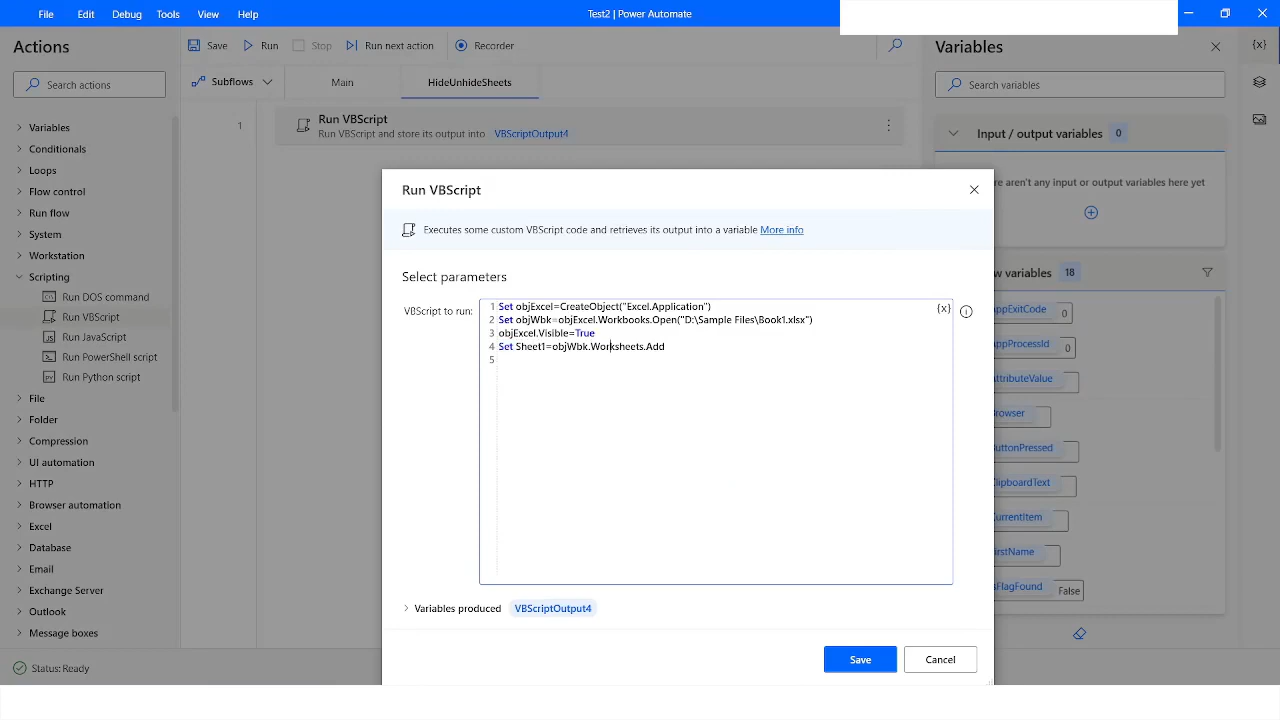 File Edit Debug Tools View Help
Test2 | Power Automate
Actions
Search actions
Variables
Conditionals
Loops
Flow control
Run flow
System
Workstation
Scripting
Run DOS command
Run VBScript
Run JavaScript
Run PowerShell script
Run Python script
File
Folder
Compression
UI automation
HTTP
Browser automation
Excel
Database
Email
Exchange Server
Outlook
Message boxes
Status: Ready
Save Run Stop Run next action Recorder
Subflows Main HideUnhideSheets
1
Run VBScript
Run VBScript and store its output into VBScriptOutput4
Run VBScript
Executes some custom VBScript code and retrieves its output into a variable More info
Select parameters
VBScript to run:
{x}
1 Set objExcel=CreateObject("Excel.Application")
2 Set objWbk=objExcel.Workbooks.Open("D:\Sample Files\Book1.xlsx")
3 objExcel.Visible=True
4 Set Sheet1=objWbk.Worksheets.Add
5
Variables produced VBScriptOutput4
Save Cancel
Variables
{x}
Search variables
Input / output variables 0
re aren't any input or output variables here yet
w variables 18
AppExitCode 0
AppProcessId 0
AttributeValue
Browser
ButtonPressed
ClipboardText
CurrentItem
FirstName
sFlagFound False